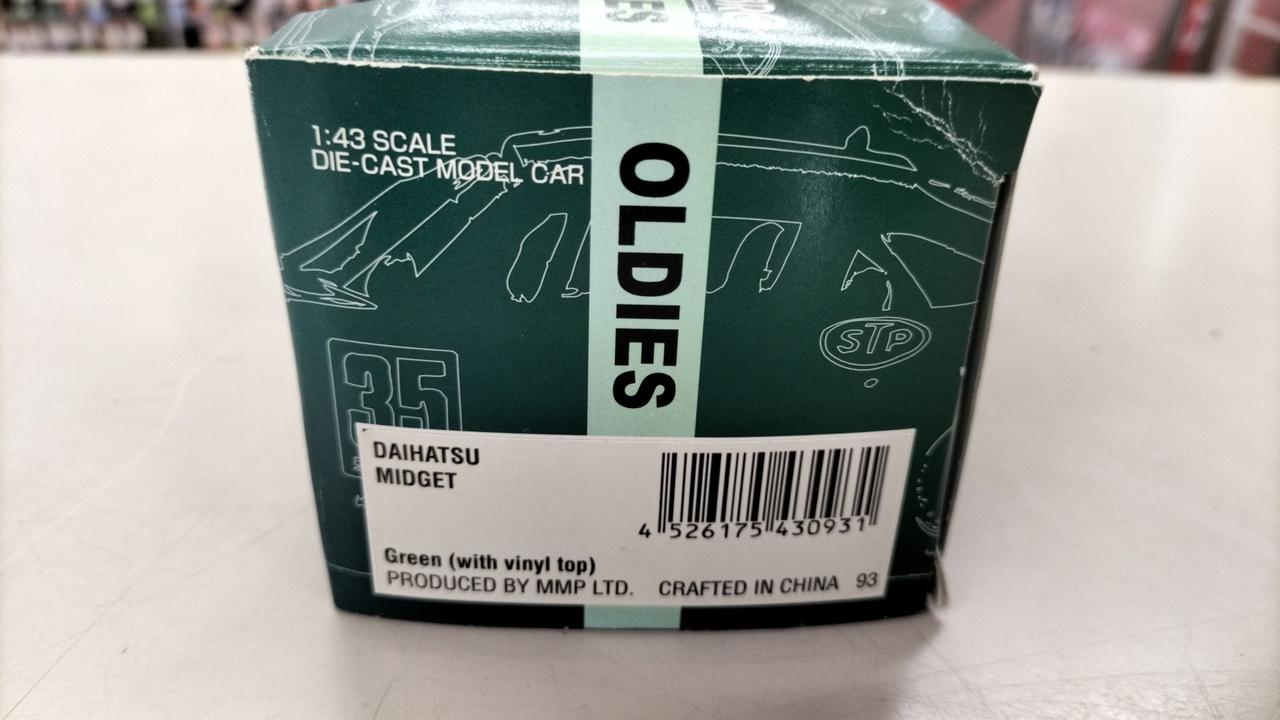 1:43 SCALE
DIE-CAST MODEL CAR
OLDIES
STP
35
DAIHATSU
MIDGET
4 526175 430931
Green (with vinyl top)
PRODUCED BY MMP LTD. CRAFTED IN CHINA 93